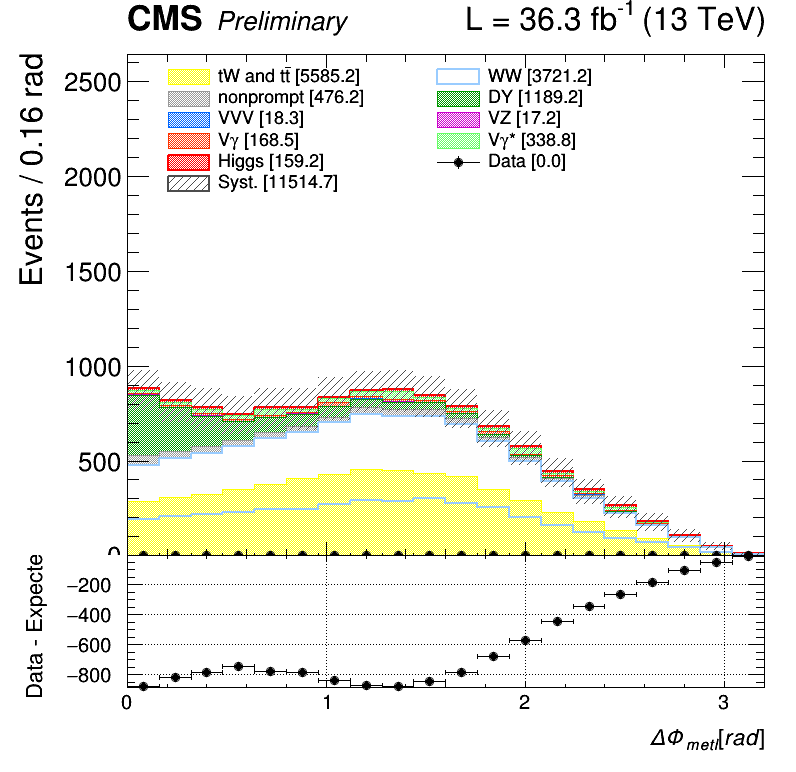 CMS Preliminary L = 36.3 fb⁻¹ (13 TeV)
Events / 0.16 rad
2500
2000
1500
1000
500
0
tW and tt̄ [5585.2]
nonprompt [476.2]
VVV [18.3]
Vγ [168.5]
Higgs [159.2]
Syst. [11514.7]
WW [3721.2]
DY [1189.2]
VZ [17.2]
Vγ* [338.8]
Data [0.0]
Data - Expecte
−200
−400
−600
−800
0 1 2 3
ΔΦ metl[rad]